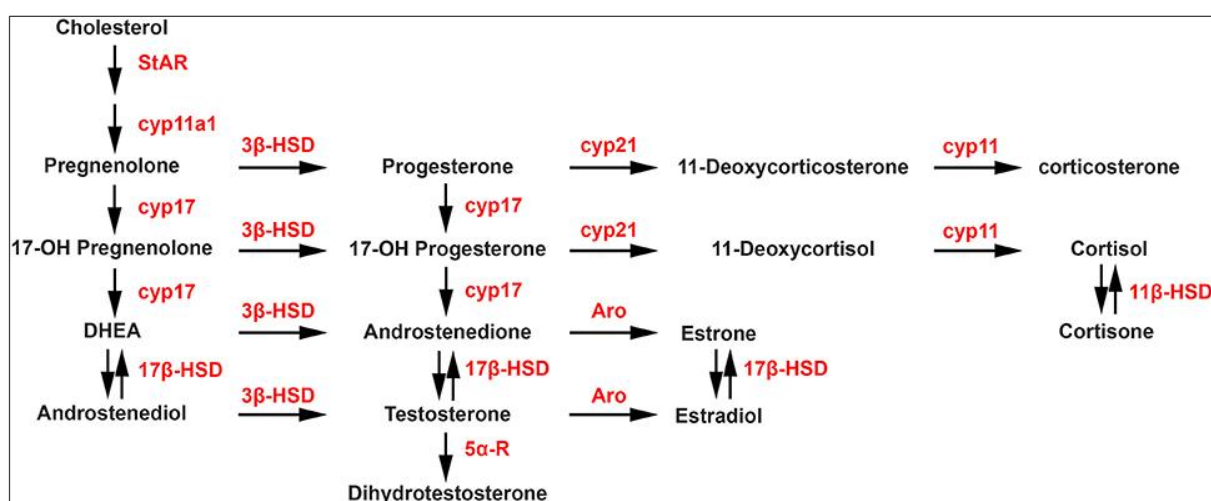 Cholesterol
StAR
cyp11a1
3β-HSD cyp21 cyp11
Pregnenolone Progesterone 11-Deoxycorticosterone corticosterone
cyp17 cyp17
3β-HSD cyp21 cyp11
17-OH Pregnenolone 17-OH Progesterone 11-Deoxycortisol Cortisol
cyp17 cyp17 11β-HSD
3β-HSD Aro
DHEA Androstenedione Estrone Cortisone
17β-HSD 17β-HSD 17β-HSD
3β-HSD Aro
Androstenediol Testosterone Estradiol
5α-R
Dihydrotestosterone